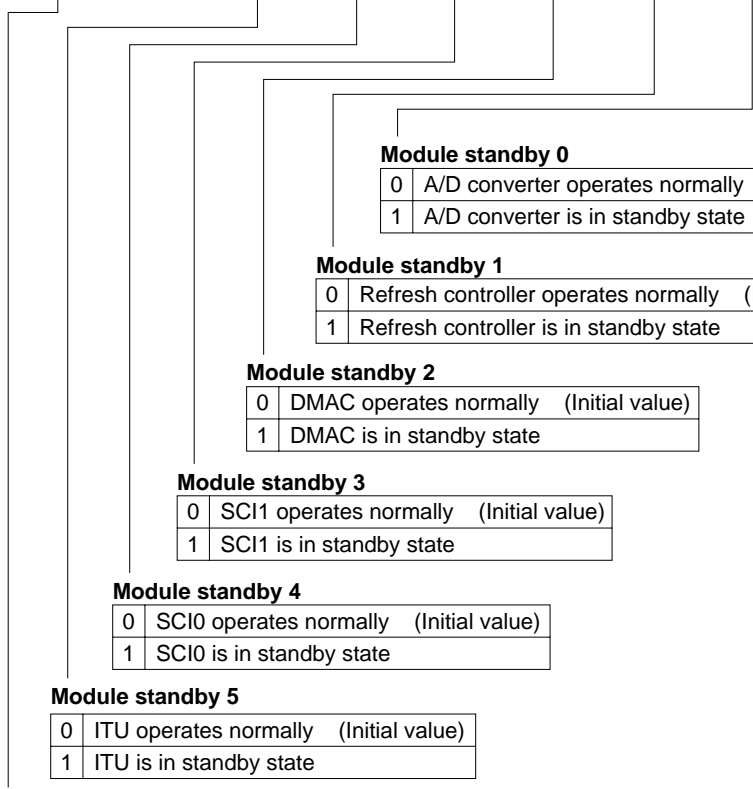 Module standby 0
0 A/D converter operates normally
1 A/D converter is in standby state
Module standby 1
0 Refresh controller operates normally (
1 Refresh controller is in standby state
Module standby 2
0 DMAC operates normally (Initial value)
1 DMAC is in standby state
Module standby 3
0 SCI1 operates normally (Initial value)
1 SCI1 is in standby state
Module standby 4
0 SCI0 operates normally (Initial value)
1 SCI0 is in standby state
Module standby 5
0 ITU operates normally (Initial value)
1 ITU is in standby state